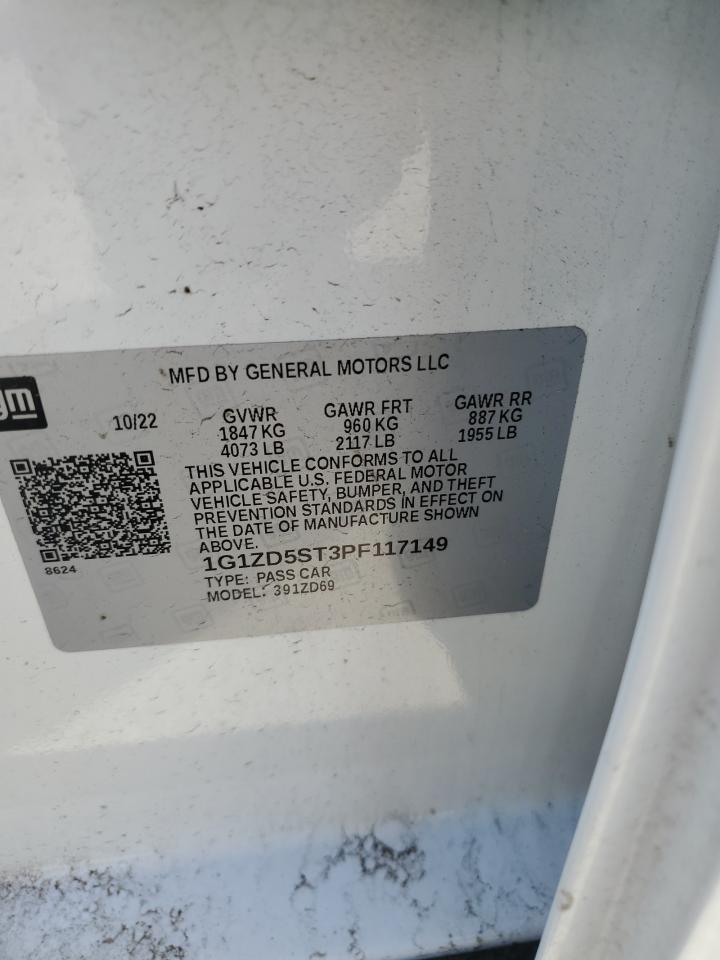 gm
MFD BY GENERAL MOTORS LLC
10/22
GVWR
1847 KG
4073 LB
GAWR FRT
960 KG
2117 LB
GAWR RR
887 KG
1955 LB
THIS VEHICLE CONFORMS TO ALL
APPLICABLE U.S. FEDERAL MOTOR
VEHICLE SAFETY, BUMPER, AND THEFT
PREVENTION STANDARDS IN EFFECT ON
THE DATE OF MANUFACTURE SHOWN
ABOVE.
8624
1G1ZD5ST3PF117149
TYPE: PASS CAR
MODEL: 391ZD69